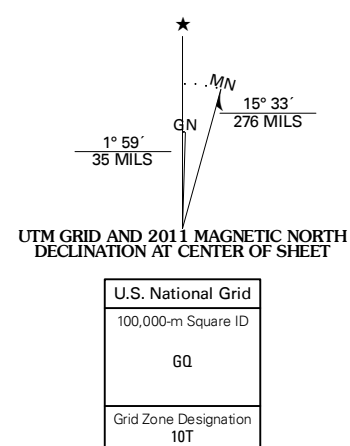 ★
MN
GN
15° 33´
276 MILS
1° 59´
35 MILS
UTM GRID AND 2011 MAGNETIC NORTH
DECLINATION AT CENTER OF SHEET
U.S. National Grid
100,000-m Square ID
GQ
Grid Zone Designation
10T